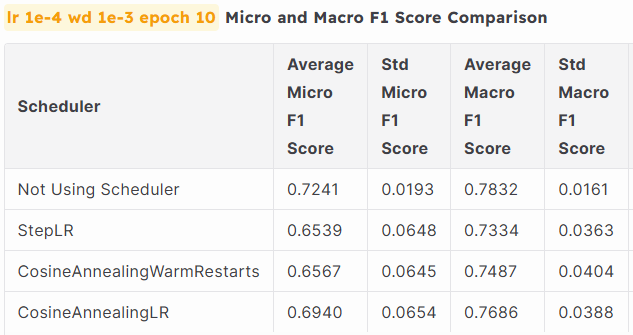 lr 1e-4 wd 1e-3 epoch 10 Micro and Macro F1 Score Comparison
Scheduler Average Micro F1 Score Std Micro F1 Score Average Macro F1 Score Std Macro F1 Score
Not Using Scheduler 0.7241 0.0193 0.7832 0.0161
StepLR 0.6539 0.0648 0.7334 0.0363
CosineAnnealingWarmRestarts 0.6567 0.0645 0.7487 0.0404
CosineAnnealingLR 0.6940 0.0654 0.7686 0.0388